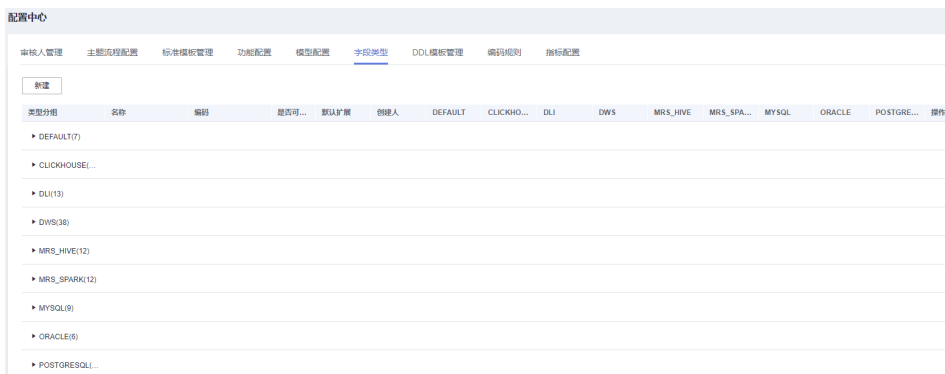 配置中心
审核人管理 主题流程配置 标准模板管理 功能配置 模型配置 字段类型 DDL模板管理 编码规则 指标配置
新建
类型分组 名称 编码 是否可... 默认扩展 创建人 DEFAULT CLICKHO... DLI DWS MRS_HIVE MRS_SPA... MYSQL ORACLE POSTGRE... 操作
DEFAULT(7)
CLICKHOUSE(...
DLI(13)
DWS(38)
MRS_HIVE(12)
MRS_SPARK(12)
MYSQL(9)
ORACLE(6)
POSTGRESQL(...